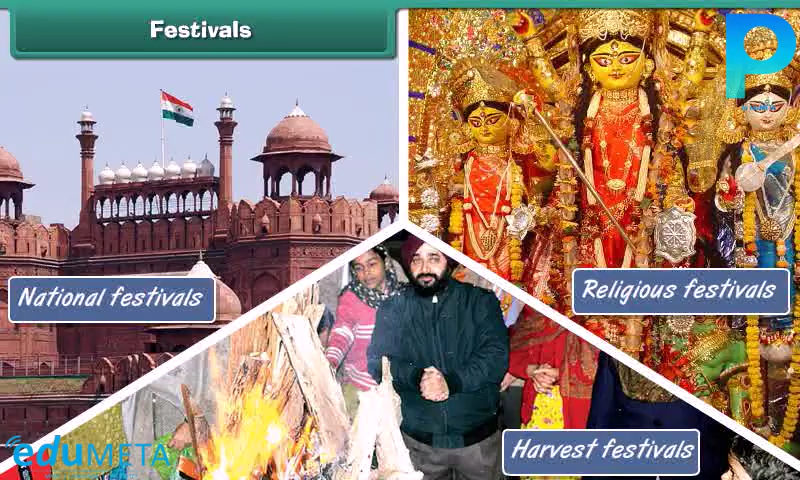 Festivals
P
National festivals
Religious festivals
Harvest festivals
eduMETA